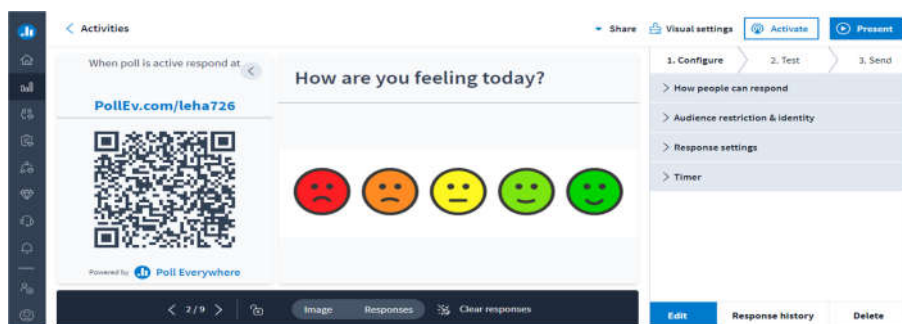 Activities
Share
Visual settings
Activate
Present
When poll is active respond at
PollEv.com/leha726
Powered by Poll Everywhere
How are you feeling today?
2/9
Image
Responses
Clear responses
1. Configure
2. Test
3. Send
How people can respond
Audience restriction & identity
Response settings
Timer
Edit
Response history
Delete